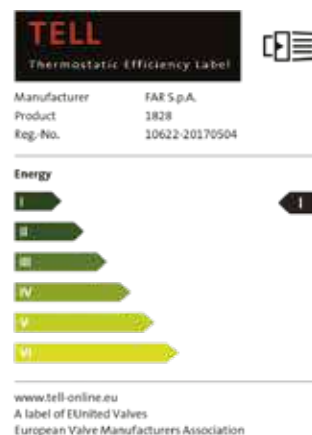 TELL
Thermostatic Efficiency Label
Manufacturer FAR S.p.A.
Product 1828
Reg.-No. 10622-20170504
Energy
I
I
II
III
IV
V
VI
www.tell-online.eu
A label of EUnited Valves
European Valve Manufacturers Association